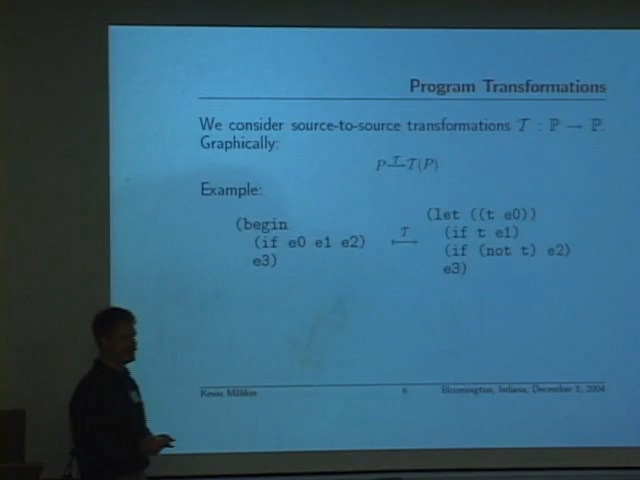 Program Transformations
We consider source-to-source transformations 𝒯 : ℙ → ℙ.
Graphically:
P ⟼𝒯 𝒯(P)
Example:
(begin
(if e0 e1 e2)
e3)
𝒯
⟼
(let ((t e0))
(if t e1)
(if (not t) e2)
e3)
Kevin Millikin
6
Bloomington, Indiana, December 3, 2004